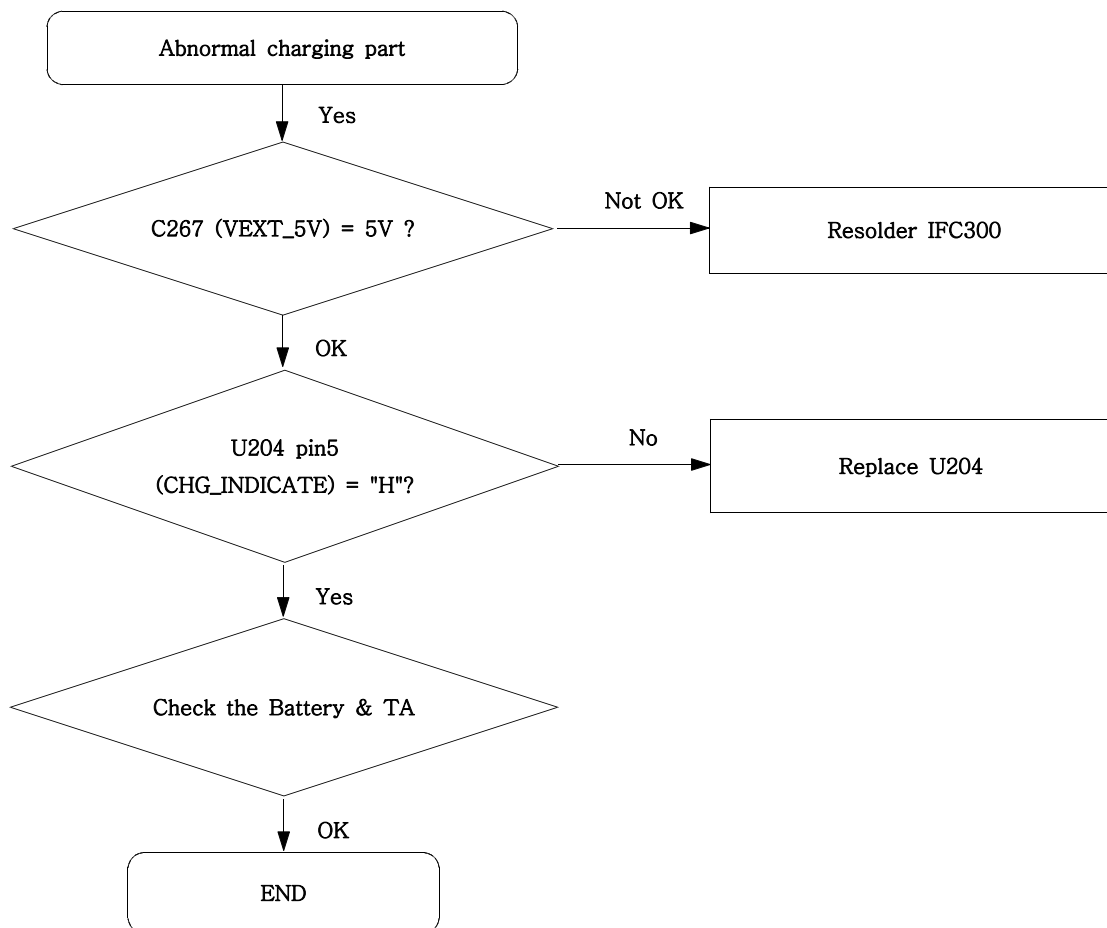 Abnormal charging part
Yes
C267 (VEXT_5V) = 5V ?
Not OK
Resolder IFC300
OK
U204 pin5
(CHG_INDICATE) = "H"?
No
Replace U204
Yes
Check the Battery & TA
OK
END